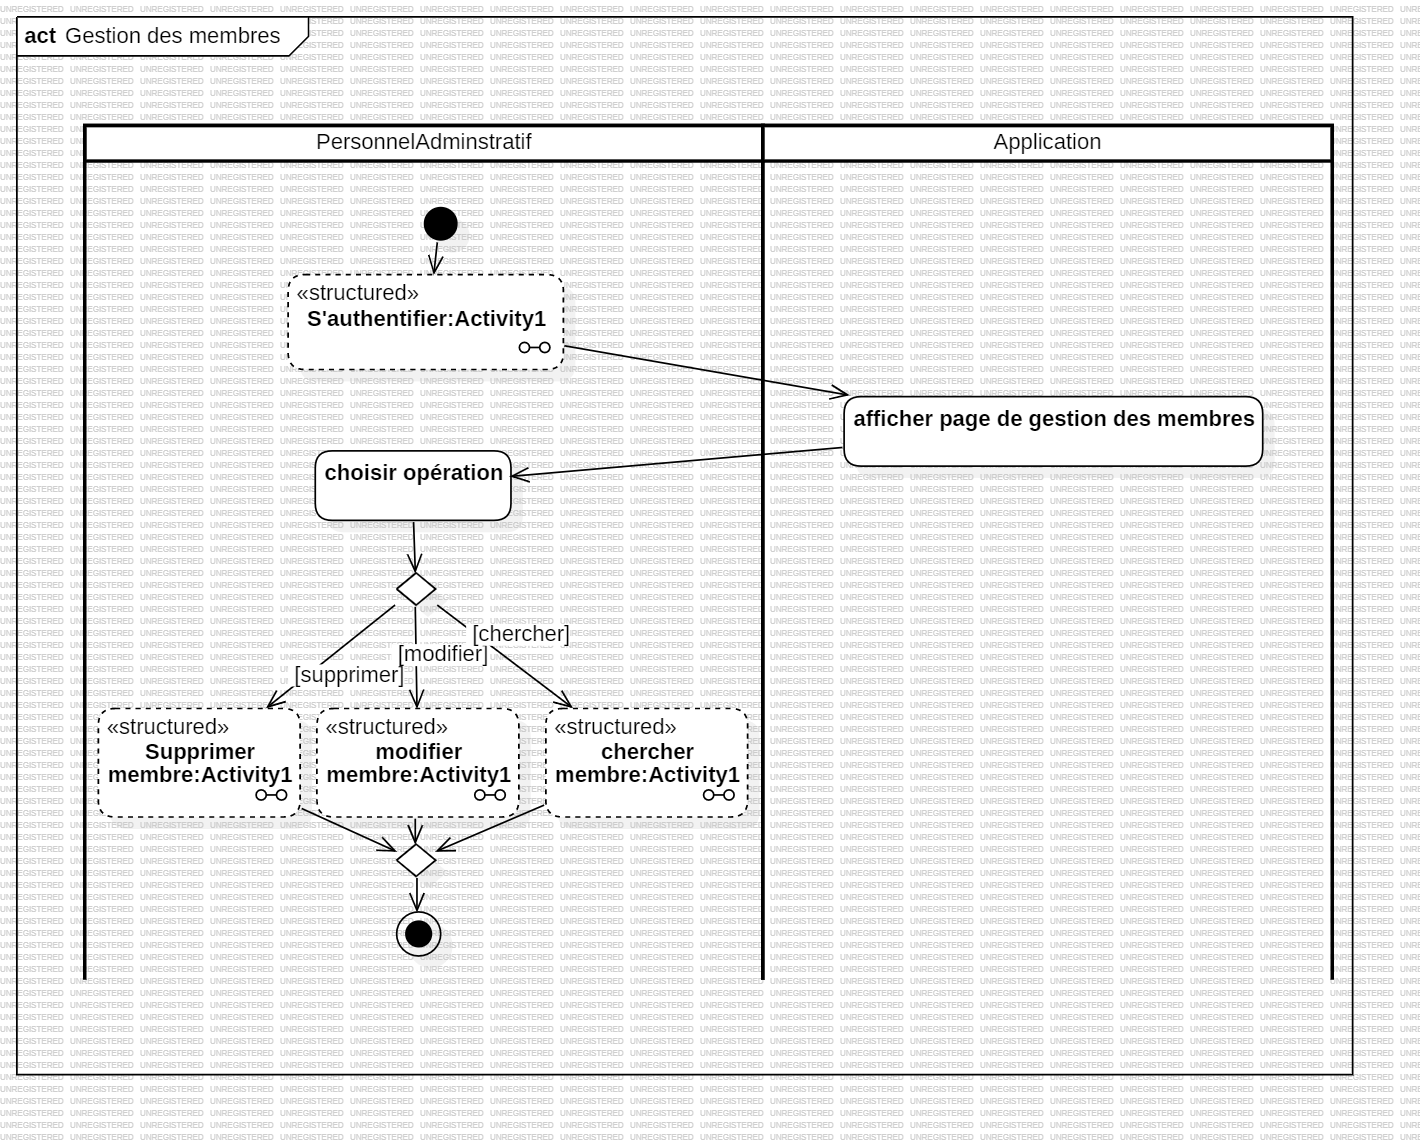 act Gestion des membres
PersonnelAdminstratif
Application
«structured»
S'authentifier:Activity1
afficher page de gestion des membres
choisir opération
[chercher]
[modifier]
[supprimer]
«structured»
Supprimer
membre:Activity1
«structured»
modifier
membre:Activity1
«structured»
chercher
membre:Activity1
UNREGISTERED